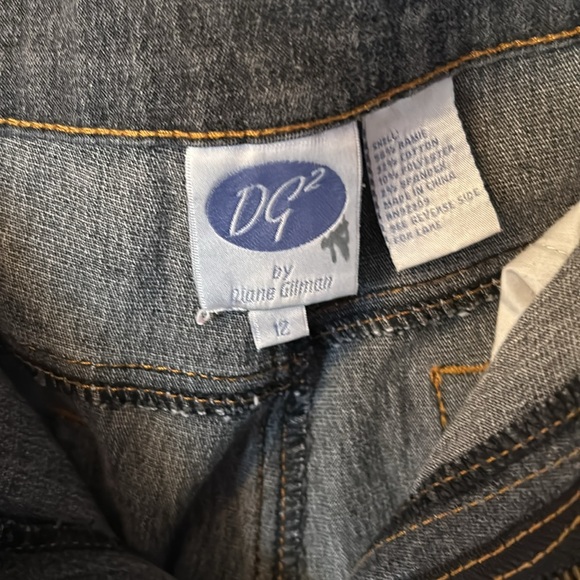 DG²
by
Diane Gilman
12
SHELL:
RAMIE
COTTON
POLYESTER
SPANDEX
MADE IN CHINA
SEE REVERSE SIDE
FOR CARE